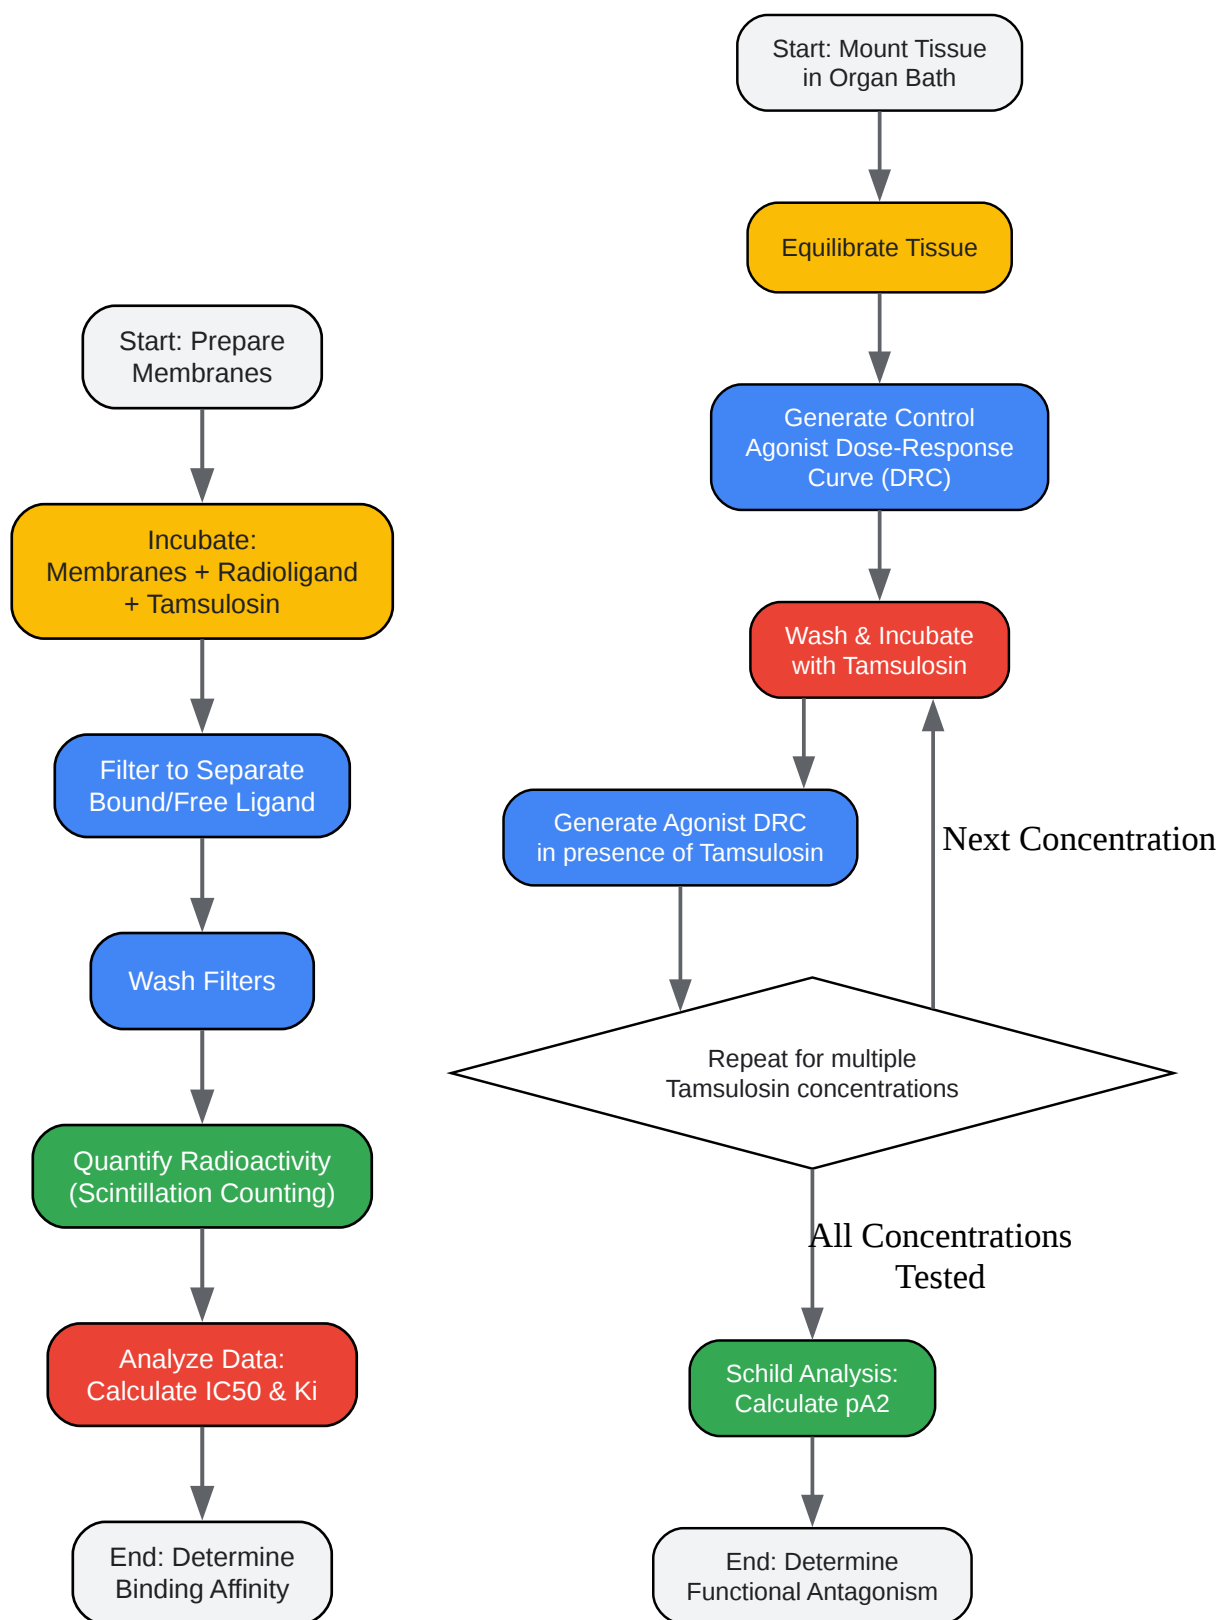 Start: Prepare
Membranes
Incubate:
Membranes + Radioligand
+ Tamsulosin
Filter to Separate
Bound/Free Ligand
Wash Filters
Quantify Radioactivity
(Scintillation Counting)
Analyze Data:
Calculate IC50 & Ki
End: Determine
Binding Affinity
Start: Mount Tissue
in Organ Bath
Equilibrate Tissue
Generate Control
Agonist Dose-Response
Curve (DRC)
Wash & Incubate
with Tamsulosin
Generate Agonist DRC
in presence of Tamsulosin
Next Concentration
Repeat for multiple
Tamsulosin concentrations
All Concentrations
Tested
Schild Analysis:
Calculate pA2
End: Determine
Functional Antagonism